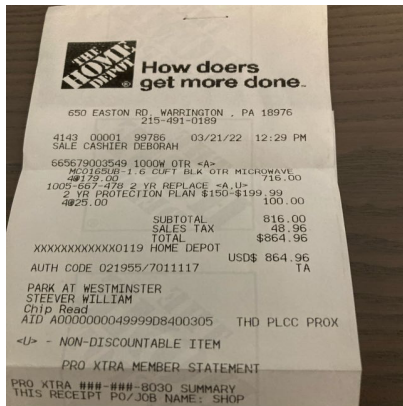 THE
HOME
DEPOT
How doers
get more done™
650 EASTON RD. WARRINGTON , PA 18976
215-491-0189
4143 00001 99786 03/21/22 12:29 PM
SALE CASHIER DEBORAH
665679003549 1000W OTR <A>
MCO165UB-1.6 CUFT BLK OTR MICROWAVE
4@179.00 716.00
1005-667-478 2 YR REPLACE <A,U>
2 YR PROTECTION PLAN $150-$199.99
4@25.00 100.00
SUBTOTAL 816.00
SALES TAX 48.96
TOTAL $864.96
XXXXXXXXXXXX0119 HOME DEPOT
USD$ 864.96
AUTH CODE 021955/7011117 TA
PARK AT WESTMINSTER
STEEVER WILLIAM
Chip Read
AID A0000000049999D8400305 THD PLCC PROX
<U> - NON-DISCOUNTABLE ITEM
PRO XTRA MEMBER STATEMENT
PRO XTRA ###-###-8030 SUMMARY
THIS RECEIPT PO/JOB NAME: SHOP